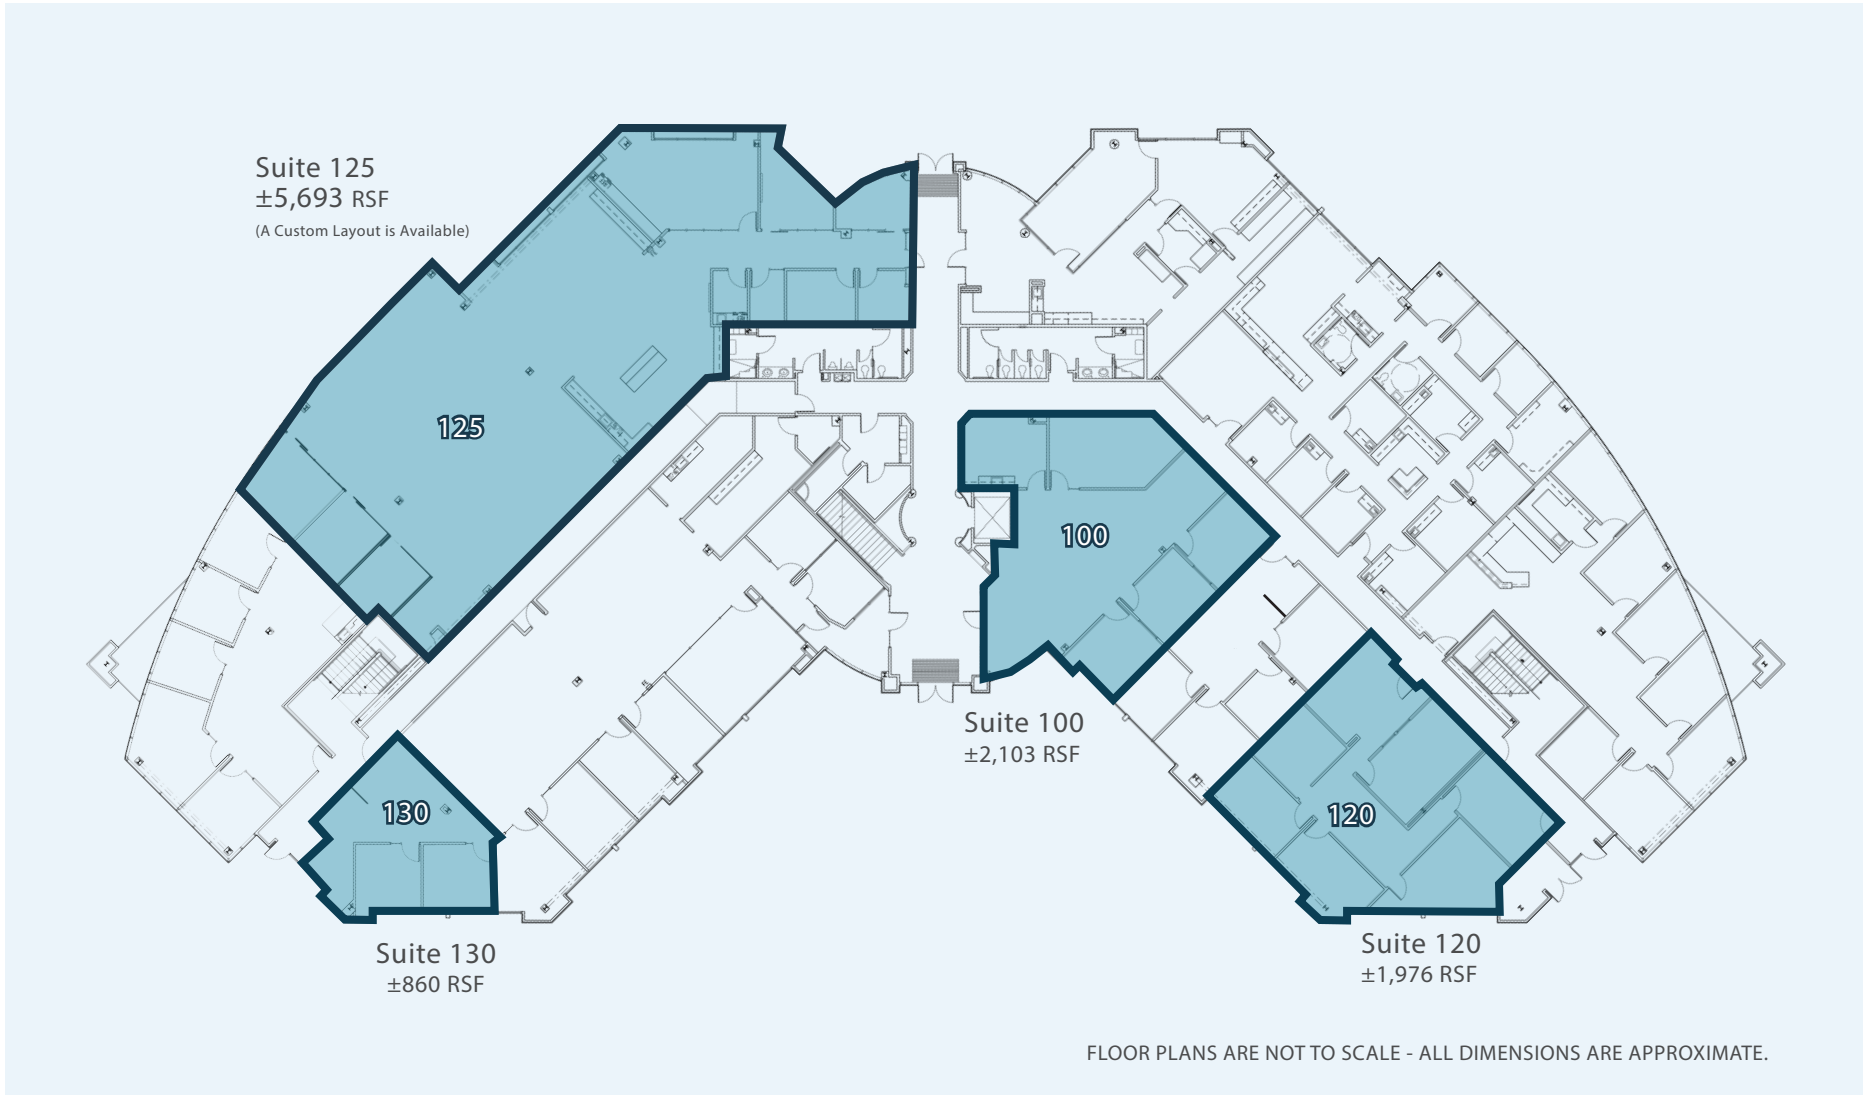 Suite 125
±5,693 RSF
(A Custom Layout is Available)
125
100
Suite 100
±2,103 RSF
130
120
Suite 130
±860 RSF
Suite 120
±1,976 RSF
FLOOR PLANS ARE NOT TO SCALE - ALL DIMENSIONS ARE APPROXIMATE.